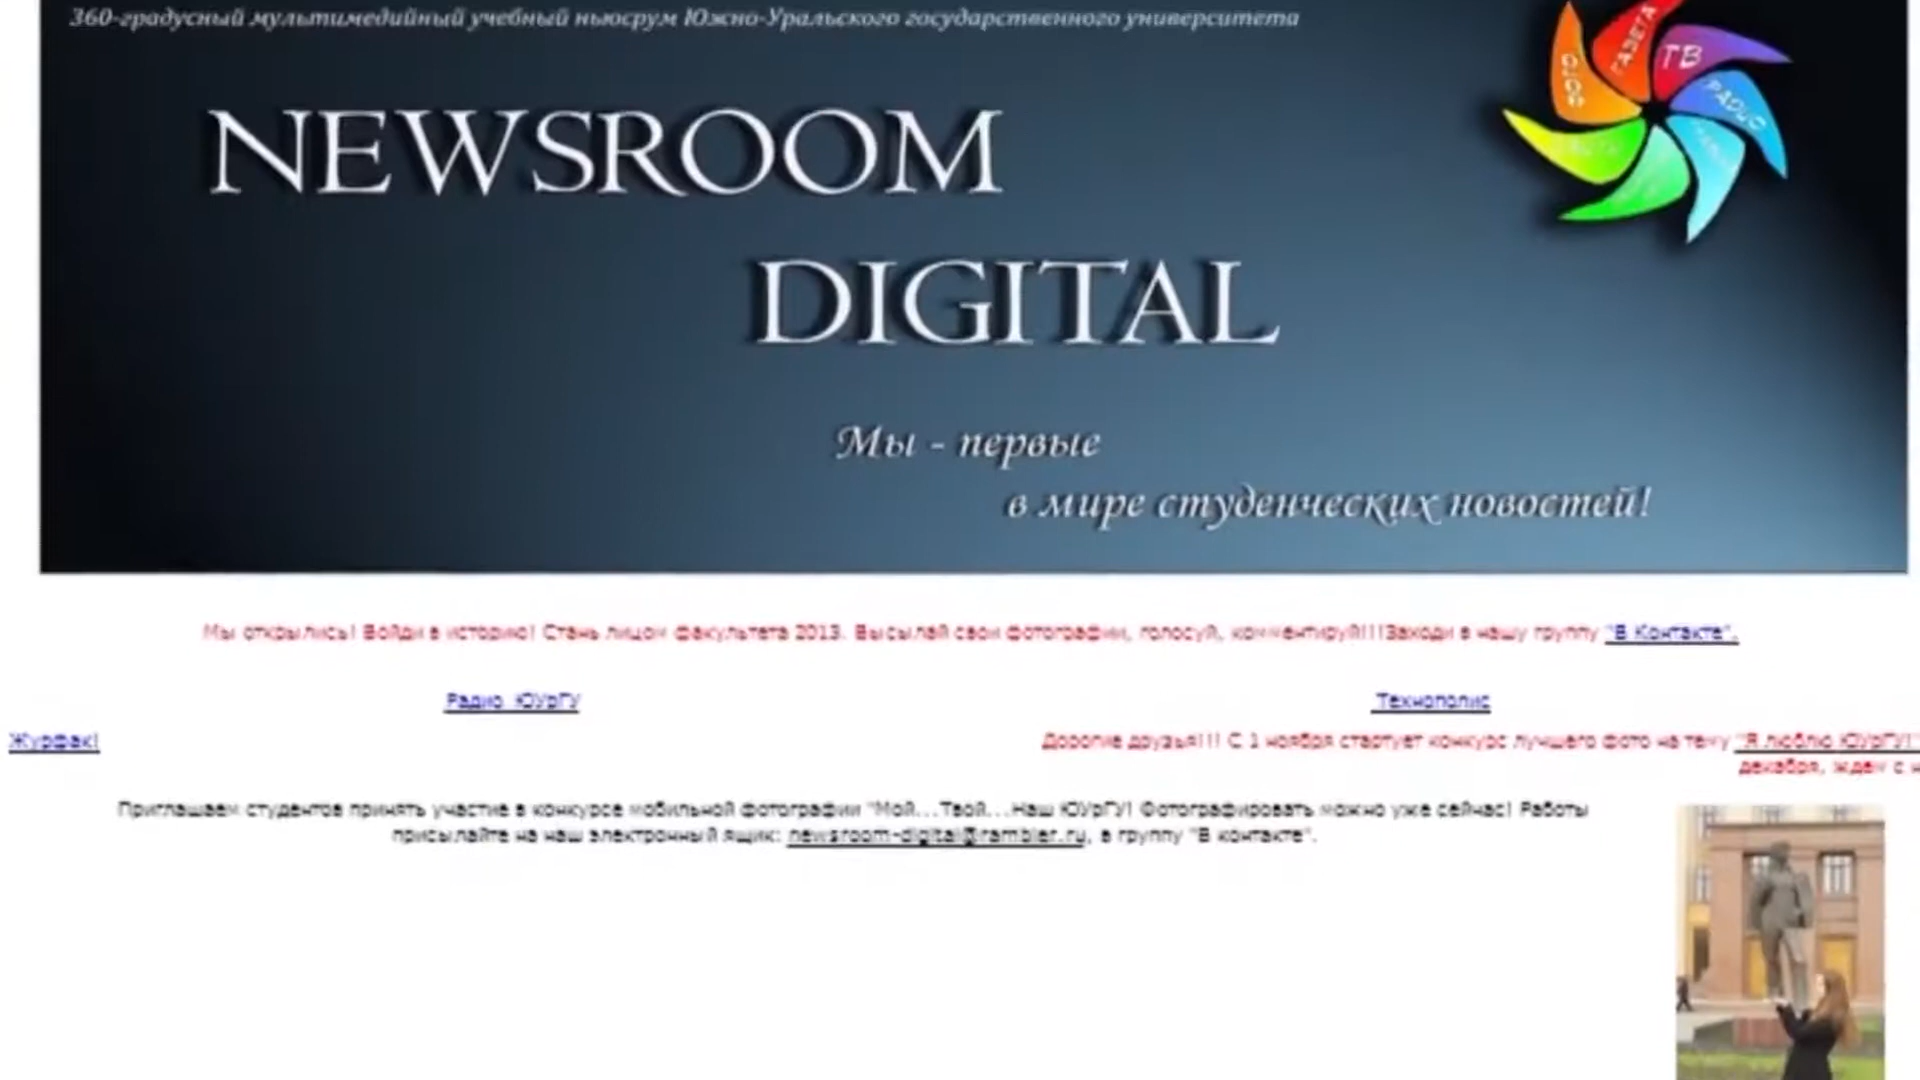 360-градусный мультимедийный учебный ньюсрум Южно-Уральского государственного университета
ГАЗЕТА
ТВ
РАДИО
NEWSROOM
DIGITAL
Мы - первые
в мире студенческих новостей!
Мы открылись! Войди в историю! Стань лицом факультета 2013. Высылай свои фотографии, голосуй, комментируй!!!Заходи в нашу группу "В Контакте".
Радио ЮУрГУ
Технополис
Журфак!
Дорогие друзья!!! С 1 ноября стартует конкурс лучшего фото на тему "Я люблю ЮУрГУ!"
декабря, ждем с н
Приглашаем студентов принять участие в конкурсе мобильной фотографии "Мой...Твой...Наш ЮУрГУ! Фотографировать можно уже сейчас! Работы
присылайте на наш электронный ящик: newsroom-digital@rambler.ru, в группу "В контакте".